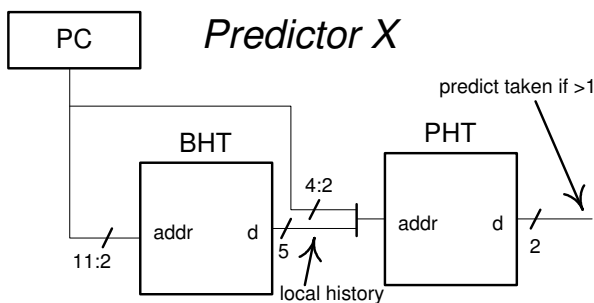 PC
Predictor X
predict taken if >1
BHT
PHT
4:2
addr
d
addr
d
11:2
5
2
local history